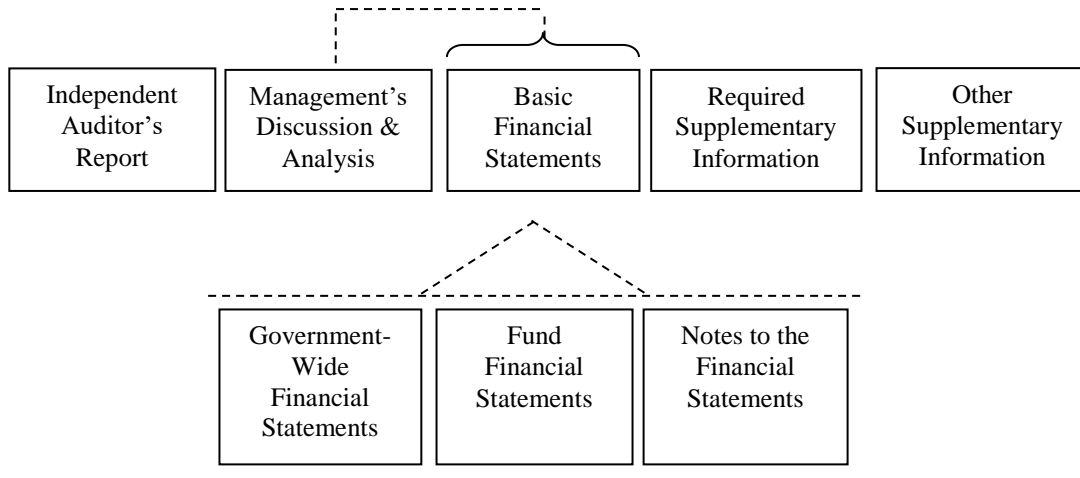 Independent
Auditor’s
Report
Management’s
Discussion &
Analysis
Basic
Financial
Statements
Required
Supplementary
Information
Other
Supplementary
Information
Government-
Wide
Financial
Statements
Fund
Financial
Statements
Notes to the
Financial
Statements